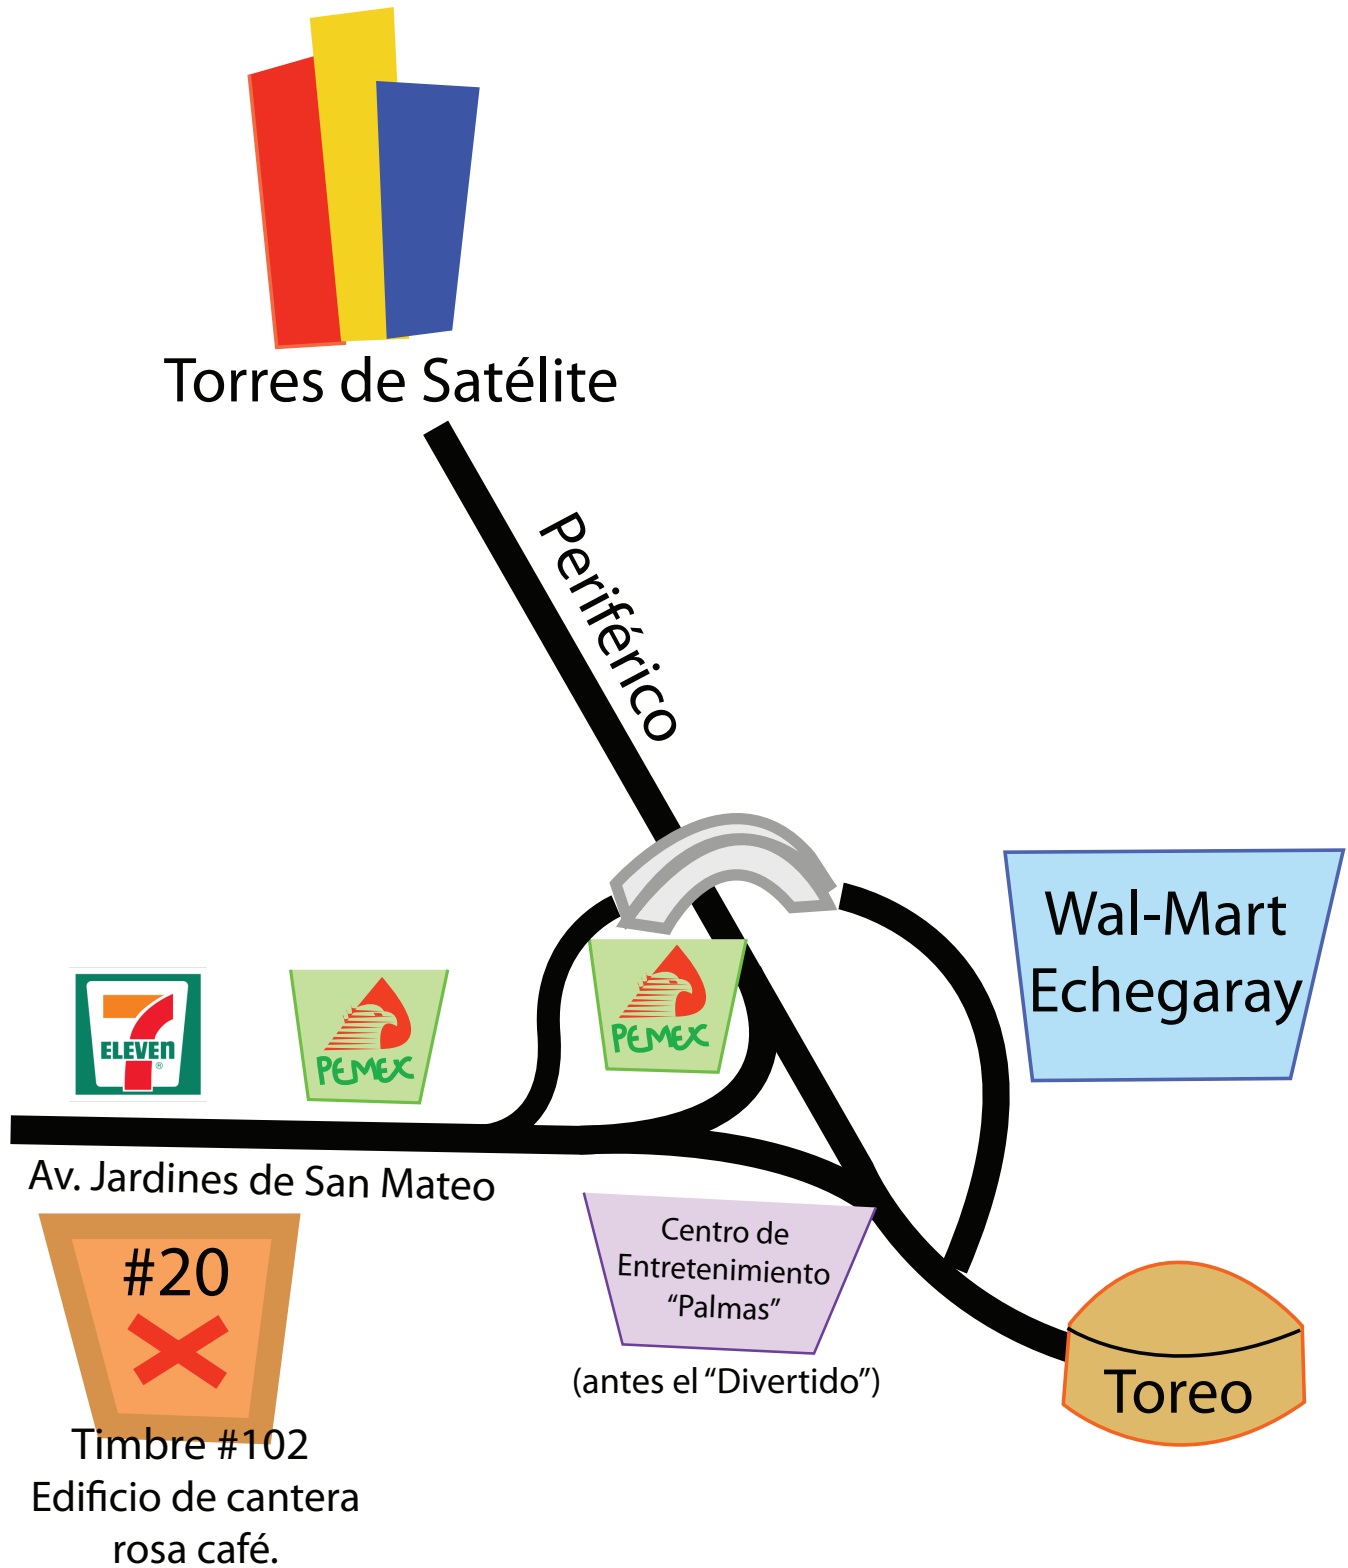 Torres de Satélite
Periférico
Wal-Mart
Echegaray
7
ELEVEN
®
PEMEX
PEMEX
Av. Jardines de San Mateo
#20
Centro de
Entretenimiento
"Palmas"
(antes el "Divertido")
Toreo
Timbre #102
Edificio de cantera
rosa café.